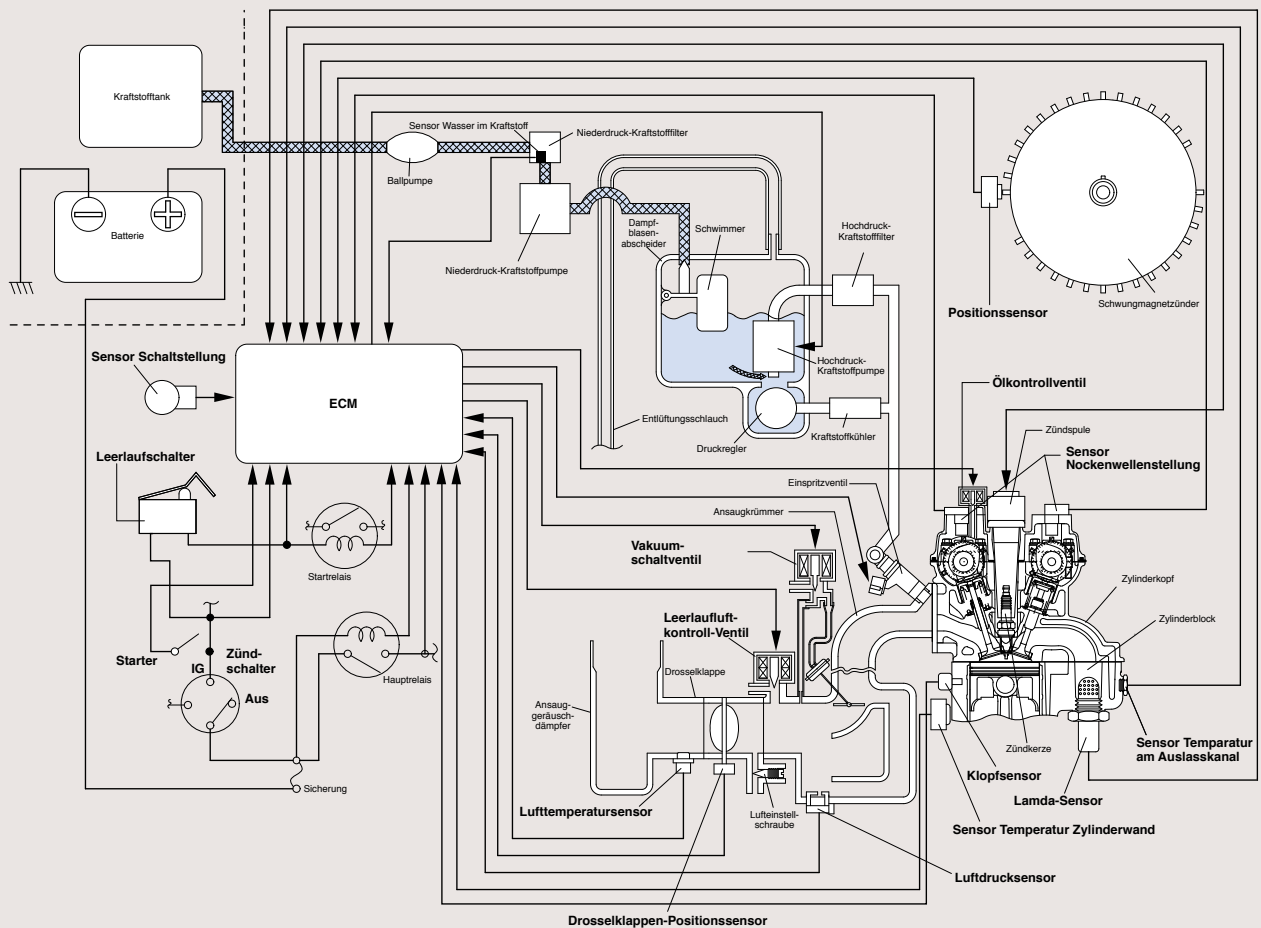 Kraftstofftank
Sensor Wasser im Kraftstoff
Niederdruck-Kraftstofffilter
Ballpumpe
Batterie
Niederdruck-Kraftstoffpumpe
Dampf-
blasen-
abscheider
Schwimmer
Hochdruck-
Kraftstofffilter
Schwungmagnetzünder
Positionssensor
Sensor Schaltstellung
ECM
Hochdruck-
Kraftstoffpumpe
Ölkontrollventil
Entlüftungsschlauch
Druckregler
Kraftstoffkühler
Zündspule
Sensor
Nockenwellenstellung
Leerlaufschalter
Einspritzventil
Ansaugkrümmer
Startrelais
Vakuum-
schaltventil
Zylinderkopf
Zylinderblock
Leerlaufluft-
kontroll-Ventil
Starter
IG
Zünd-
schalter
Aus
Hauptrelais
Drosselklappe
Ansaug-
geräusch-
dämpfer
Sicherung
Zündkerze
Sensor Temparatur
am Auslasskanal
Klopfsensor
Lamda-Sensor
Lufttemperatursensor
Lufteinstell-
schraube
Sensor Temperatur Zylinderwand
Luftdrucksensor
Drosselklappen-Positionssensor